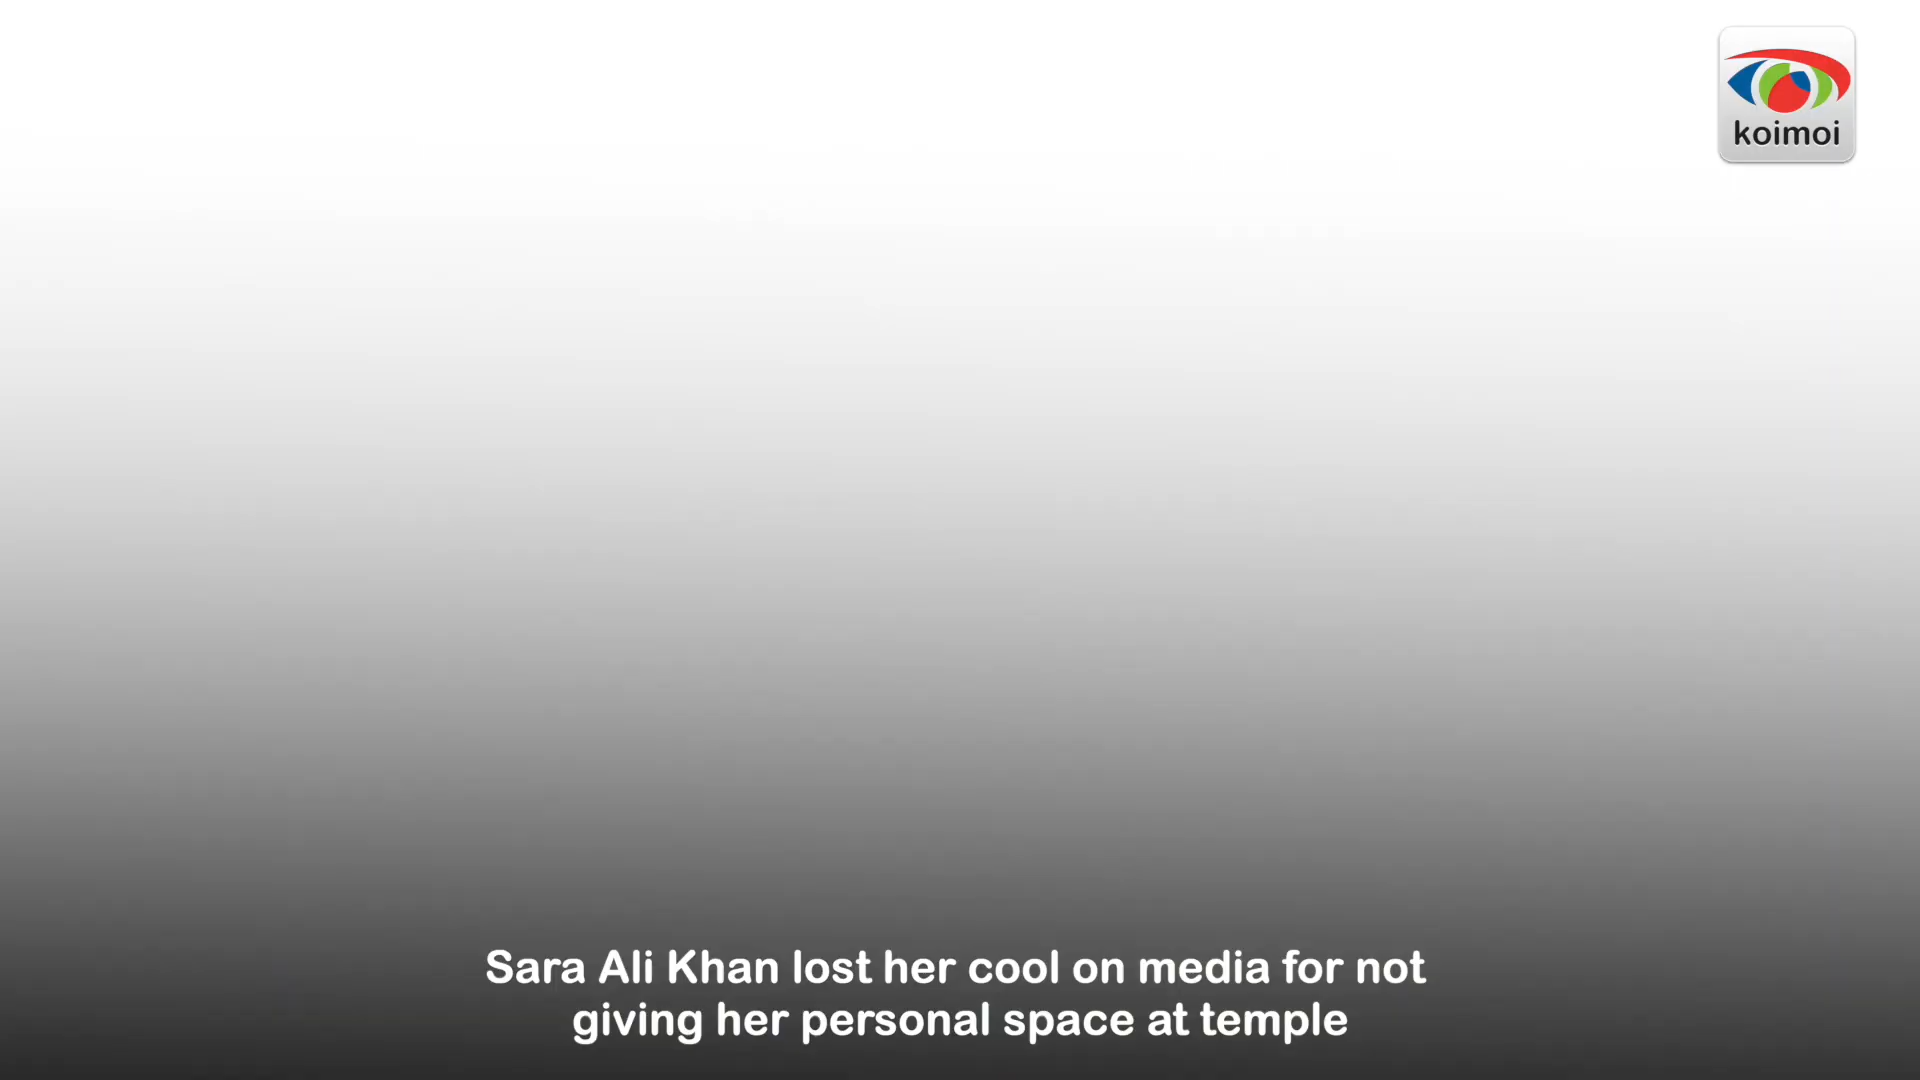 koimoi
Sara Ali Khan lost her cool on media for not
giving her personal space at temple